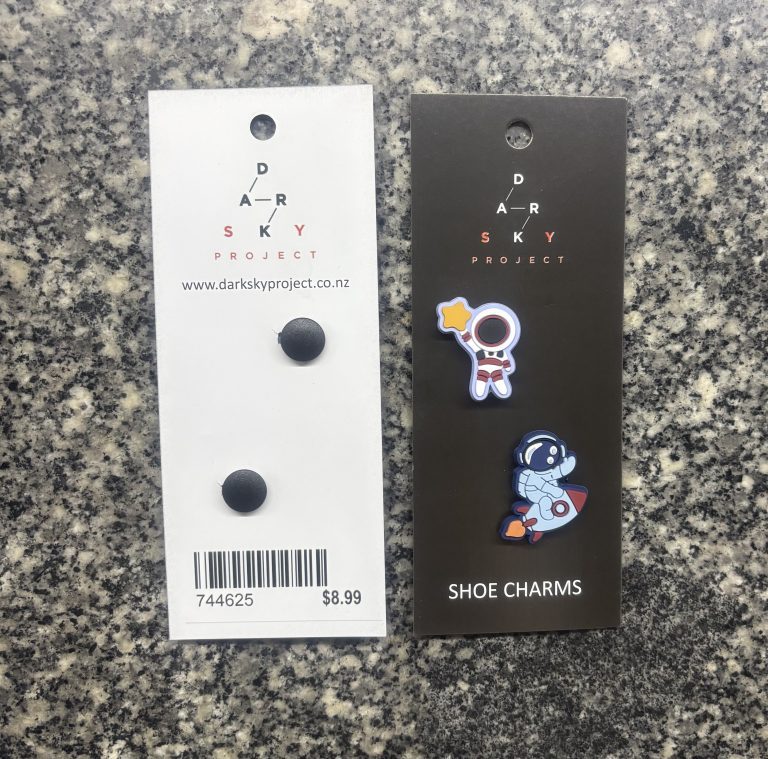 D
A R
S K Y
PROJECT
www.darkskyproject.co.nz
744625 $8.99
D
A R
S K Y
PROJECT
SHOE CHARMS